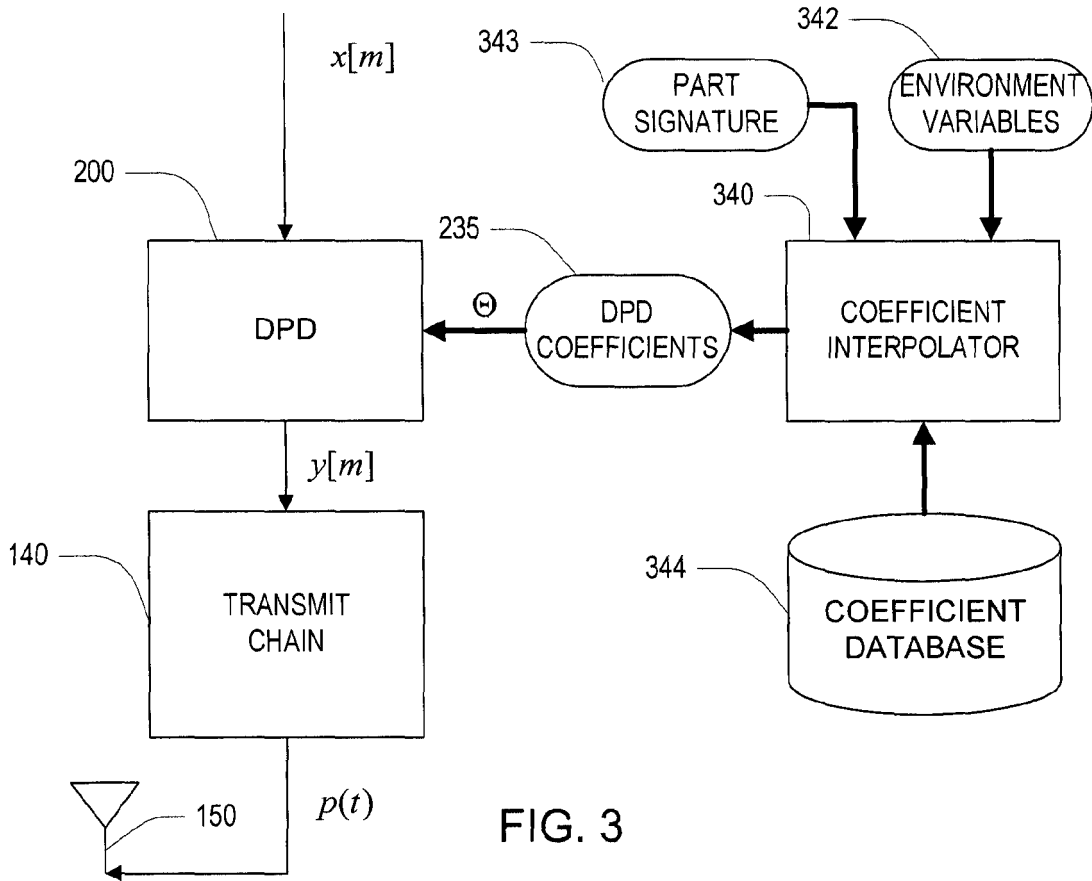 343
342
x[m]
PART
SIGNATURE
ENVIRONMENT
VARIABLES
200
340
235
Θ
DPD
DPD
COEFFICIENTS
COEFFICIENT
INTERPOLATOR
y[m]
140
TRANSMIT
CHAIN
344
COEFFICIENT
DATABASE
150
p(t)
FIG. 3